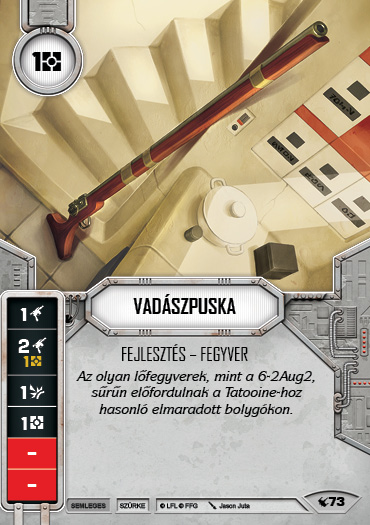 1
VADÁSZPUSKA
FEJLESZTÉS – FEGYVER
Az olyan lőfegyverek, mint a 6-2Aug2,
sűrűn előfordulnak a Tatooine-hoz
hasonló elmaradott bolygókon.
1
2
1
1
1
–
–
SEMLEGES SZÜRKE © LFL © FFG Jason Juta 73